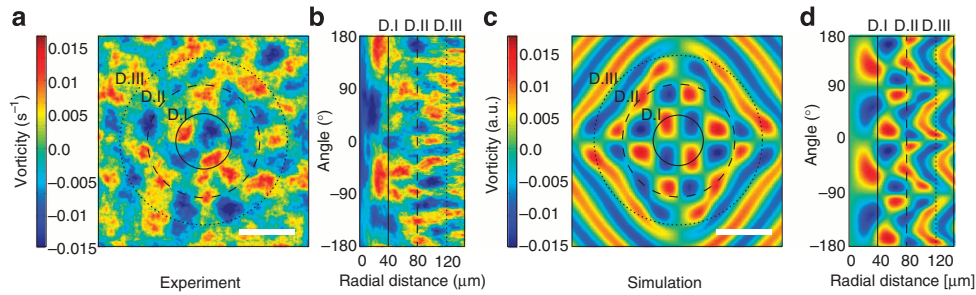 a
b
c
d
D.I D.II D.III
D.I D.II D.III
0.015
0.010
0.005
0.0
−0.005
−0.01
−0.015
Vorticity (s⁻¹)
D.III
D.II
D.I
Experiment
180
90
0
−90
−180
Angle (°)
0 40 80 120
Radial distance (μm)
0.015
0.010
0.005
0.0
−0.005
−0.01
−0.015
Vorticity (a.u.)
D.III
D.II
D.I
Simulation
180
90
0
−90
−180
Angle (°)
0 40 80 120
Radial distance [μm]